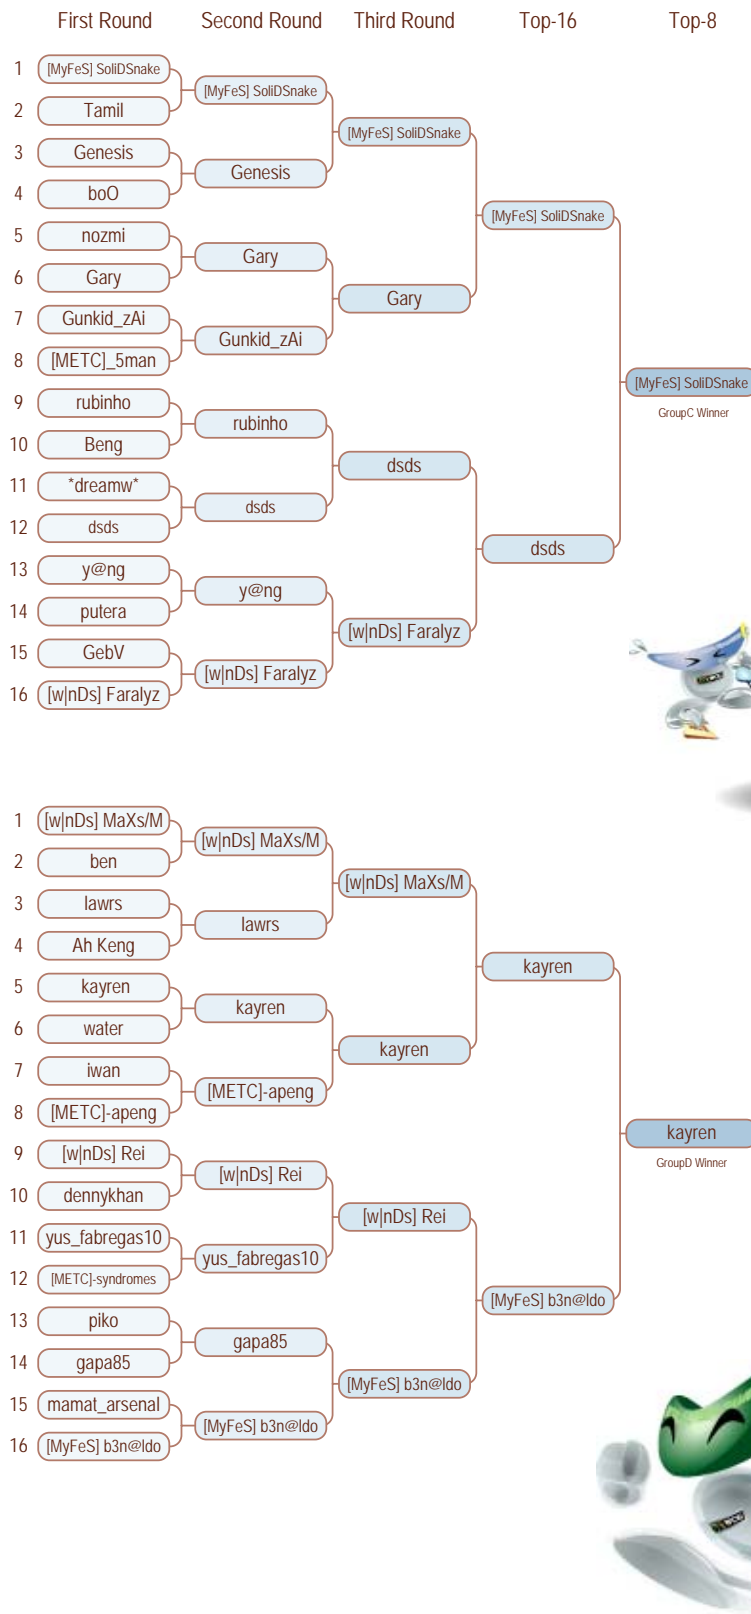 First Round Second Round Third Round Top-16 Top-8
1 [MyFeS] SoliDSnake
[MyFeS] SoliDSnake
2 Tamil
[MyFeS] SoliDSnake
3 Genesis
Genesis
4 boO
[MyFeS] SoliDSnake
5 nozmi
Gary
6 Gary
Gary
7 Gunkid_zAi
Gunkid_zAi
8 [METC]_5man
[MyFeS] SoliDSnake
GroupC Winner
9 rubinho
rubinho
10 Beng
dsds
11 *dreamw*
dsds
12 dsds
dsds
13 y@ng
y@ng
14 putera
[w|nDs] Faralyz
15 GebV
[w|nDs] Faralyz
16 [w|nDs] Faralyz
1 [w|nDs] MaXs/M
[w|nDs] MaXs/M
2 ben
[w|nDs] MaXs/M
3 lawrs
lawrs
4 Ah Keng
kayren
5 kayren
kayren
6 water
kayren
7 iwan
[METC]-apeng
8 [METC]-apeng
kayren
GroupD Winner
9 [w|nDs] Rei
[w|nDs] Rei
10 dennykhan
[w|nDs] Rei
11 yus_fabregas10
yus_fabregas10
12 [METC]-syndromes
[MyFeS] b3n@ldo
13 piko
gapa85
14 gapa85
[MyFeS] b3n@ldo
15 mamat_arsenal
[MyFeS] b3n@ldo
16 [MyFeS] b3n@ldo